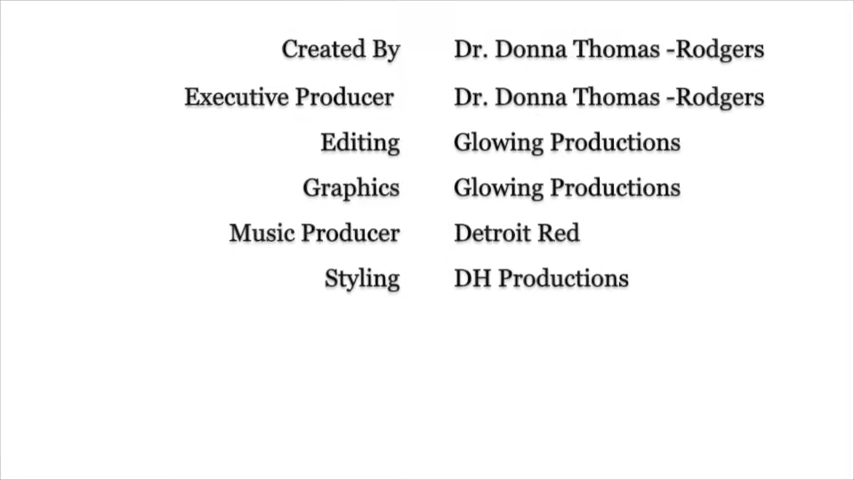 Created By Dr. Donna Thomas -Rodgers
Executive Producer Dr. Donna Thomas -Rodgers
Editing Glowing Productions
Graphics Glowing Productions
Music Producer Detroit Red
Styling DH Productions